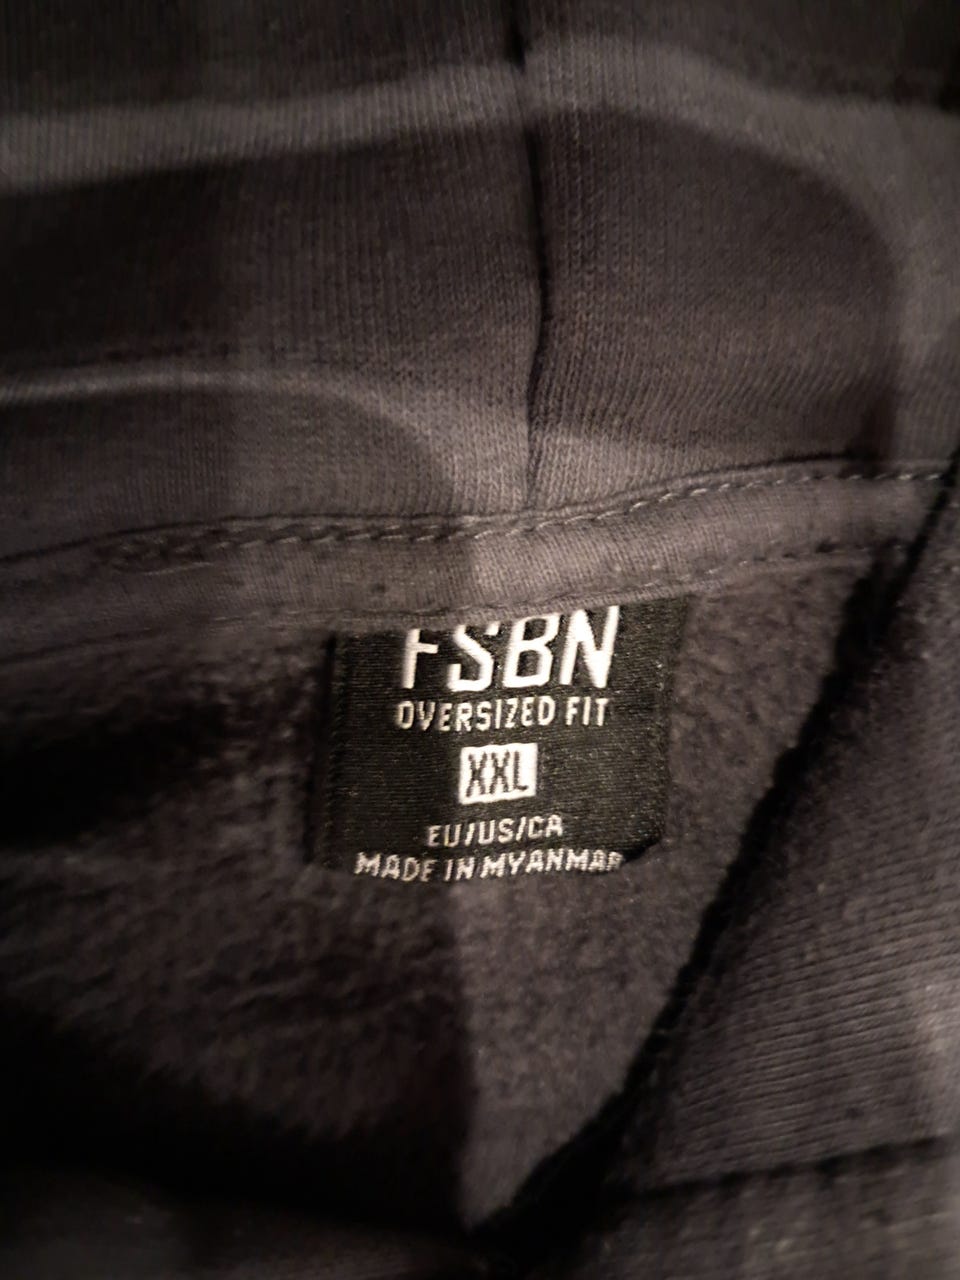 FSBN
OVERSIZED FIT
XXL
EU/US/CA
MADE IN MYANMAR